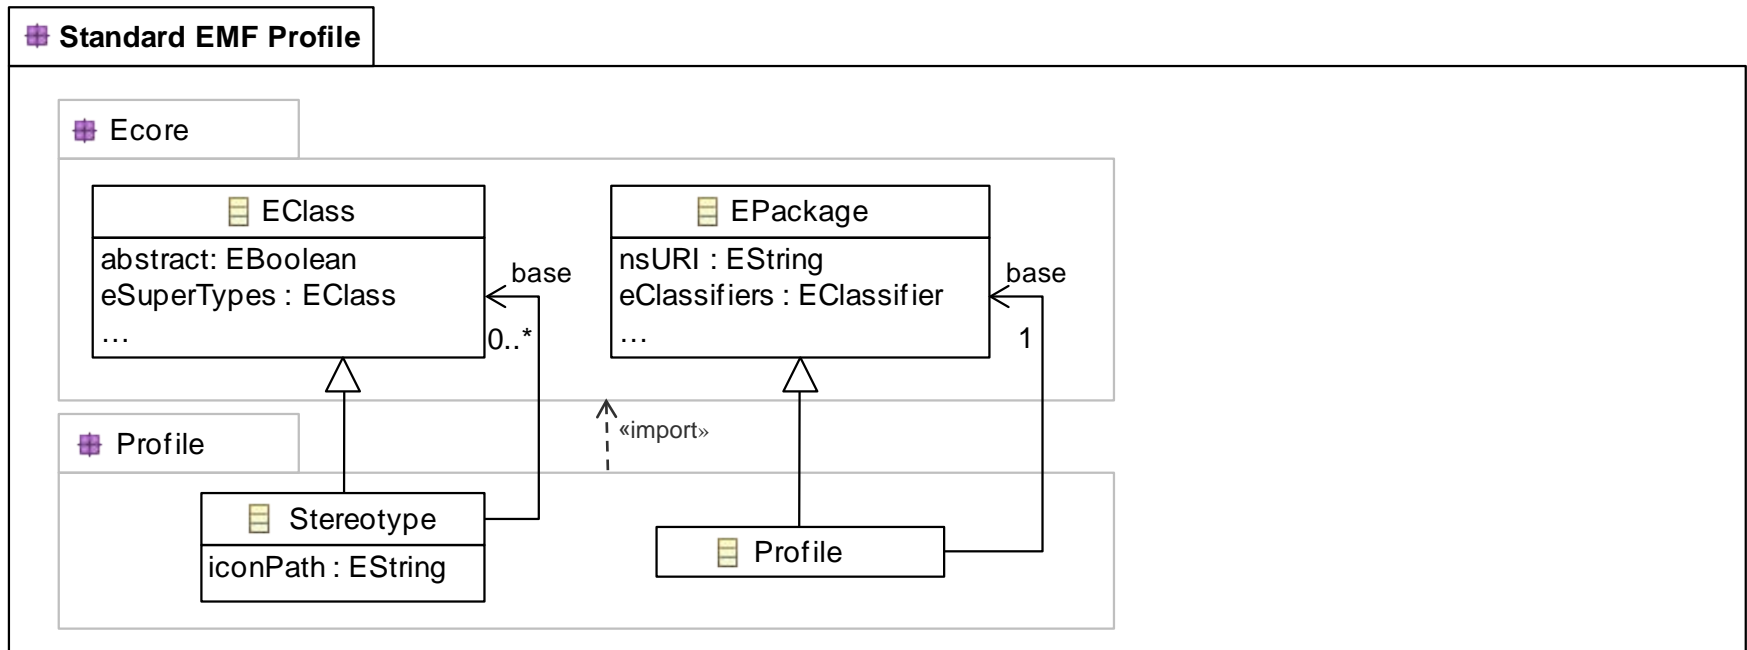 Standard EMF Profile
Ecore
EClass
abstract: EBoolean
eSuperTypes : EClass
...
base
0..*
EPackage
nsURI : EString
eClassifiers : EClassifier
...
base
1
«import»
Profile
Stereotype
iconPath : EString
Profile